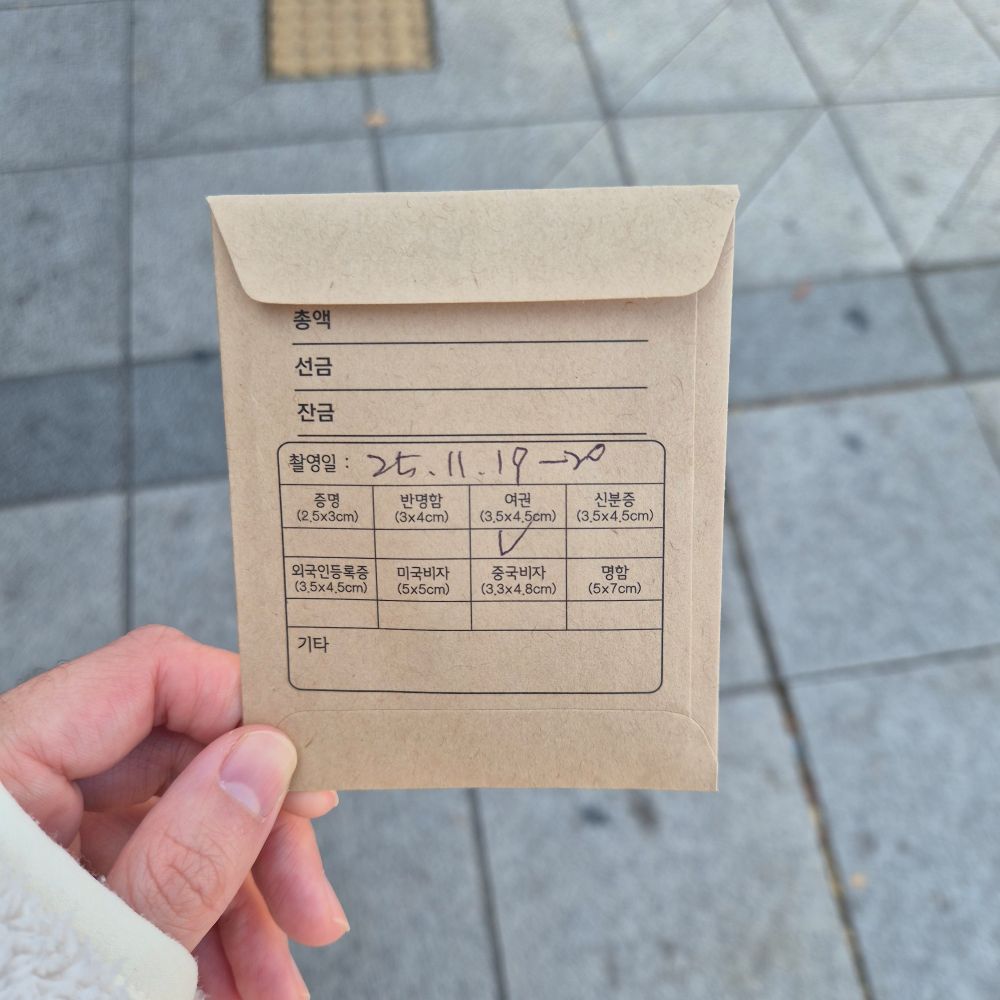 총액
선금
잔금
촬영일 : 25.11.19 →20
증명 반명함 여권 신분증
(2.5x3cm) (3x4cm) (3.5x4.5cm) (3.5x4.5cm)
✓
외국인등록증 미국비자 중국비자 명함
(3.5x4.5cm) (5x5cm) (3.3x4.8cm) (5x7cm)
기타